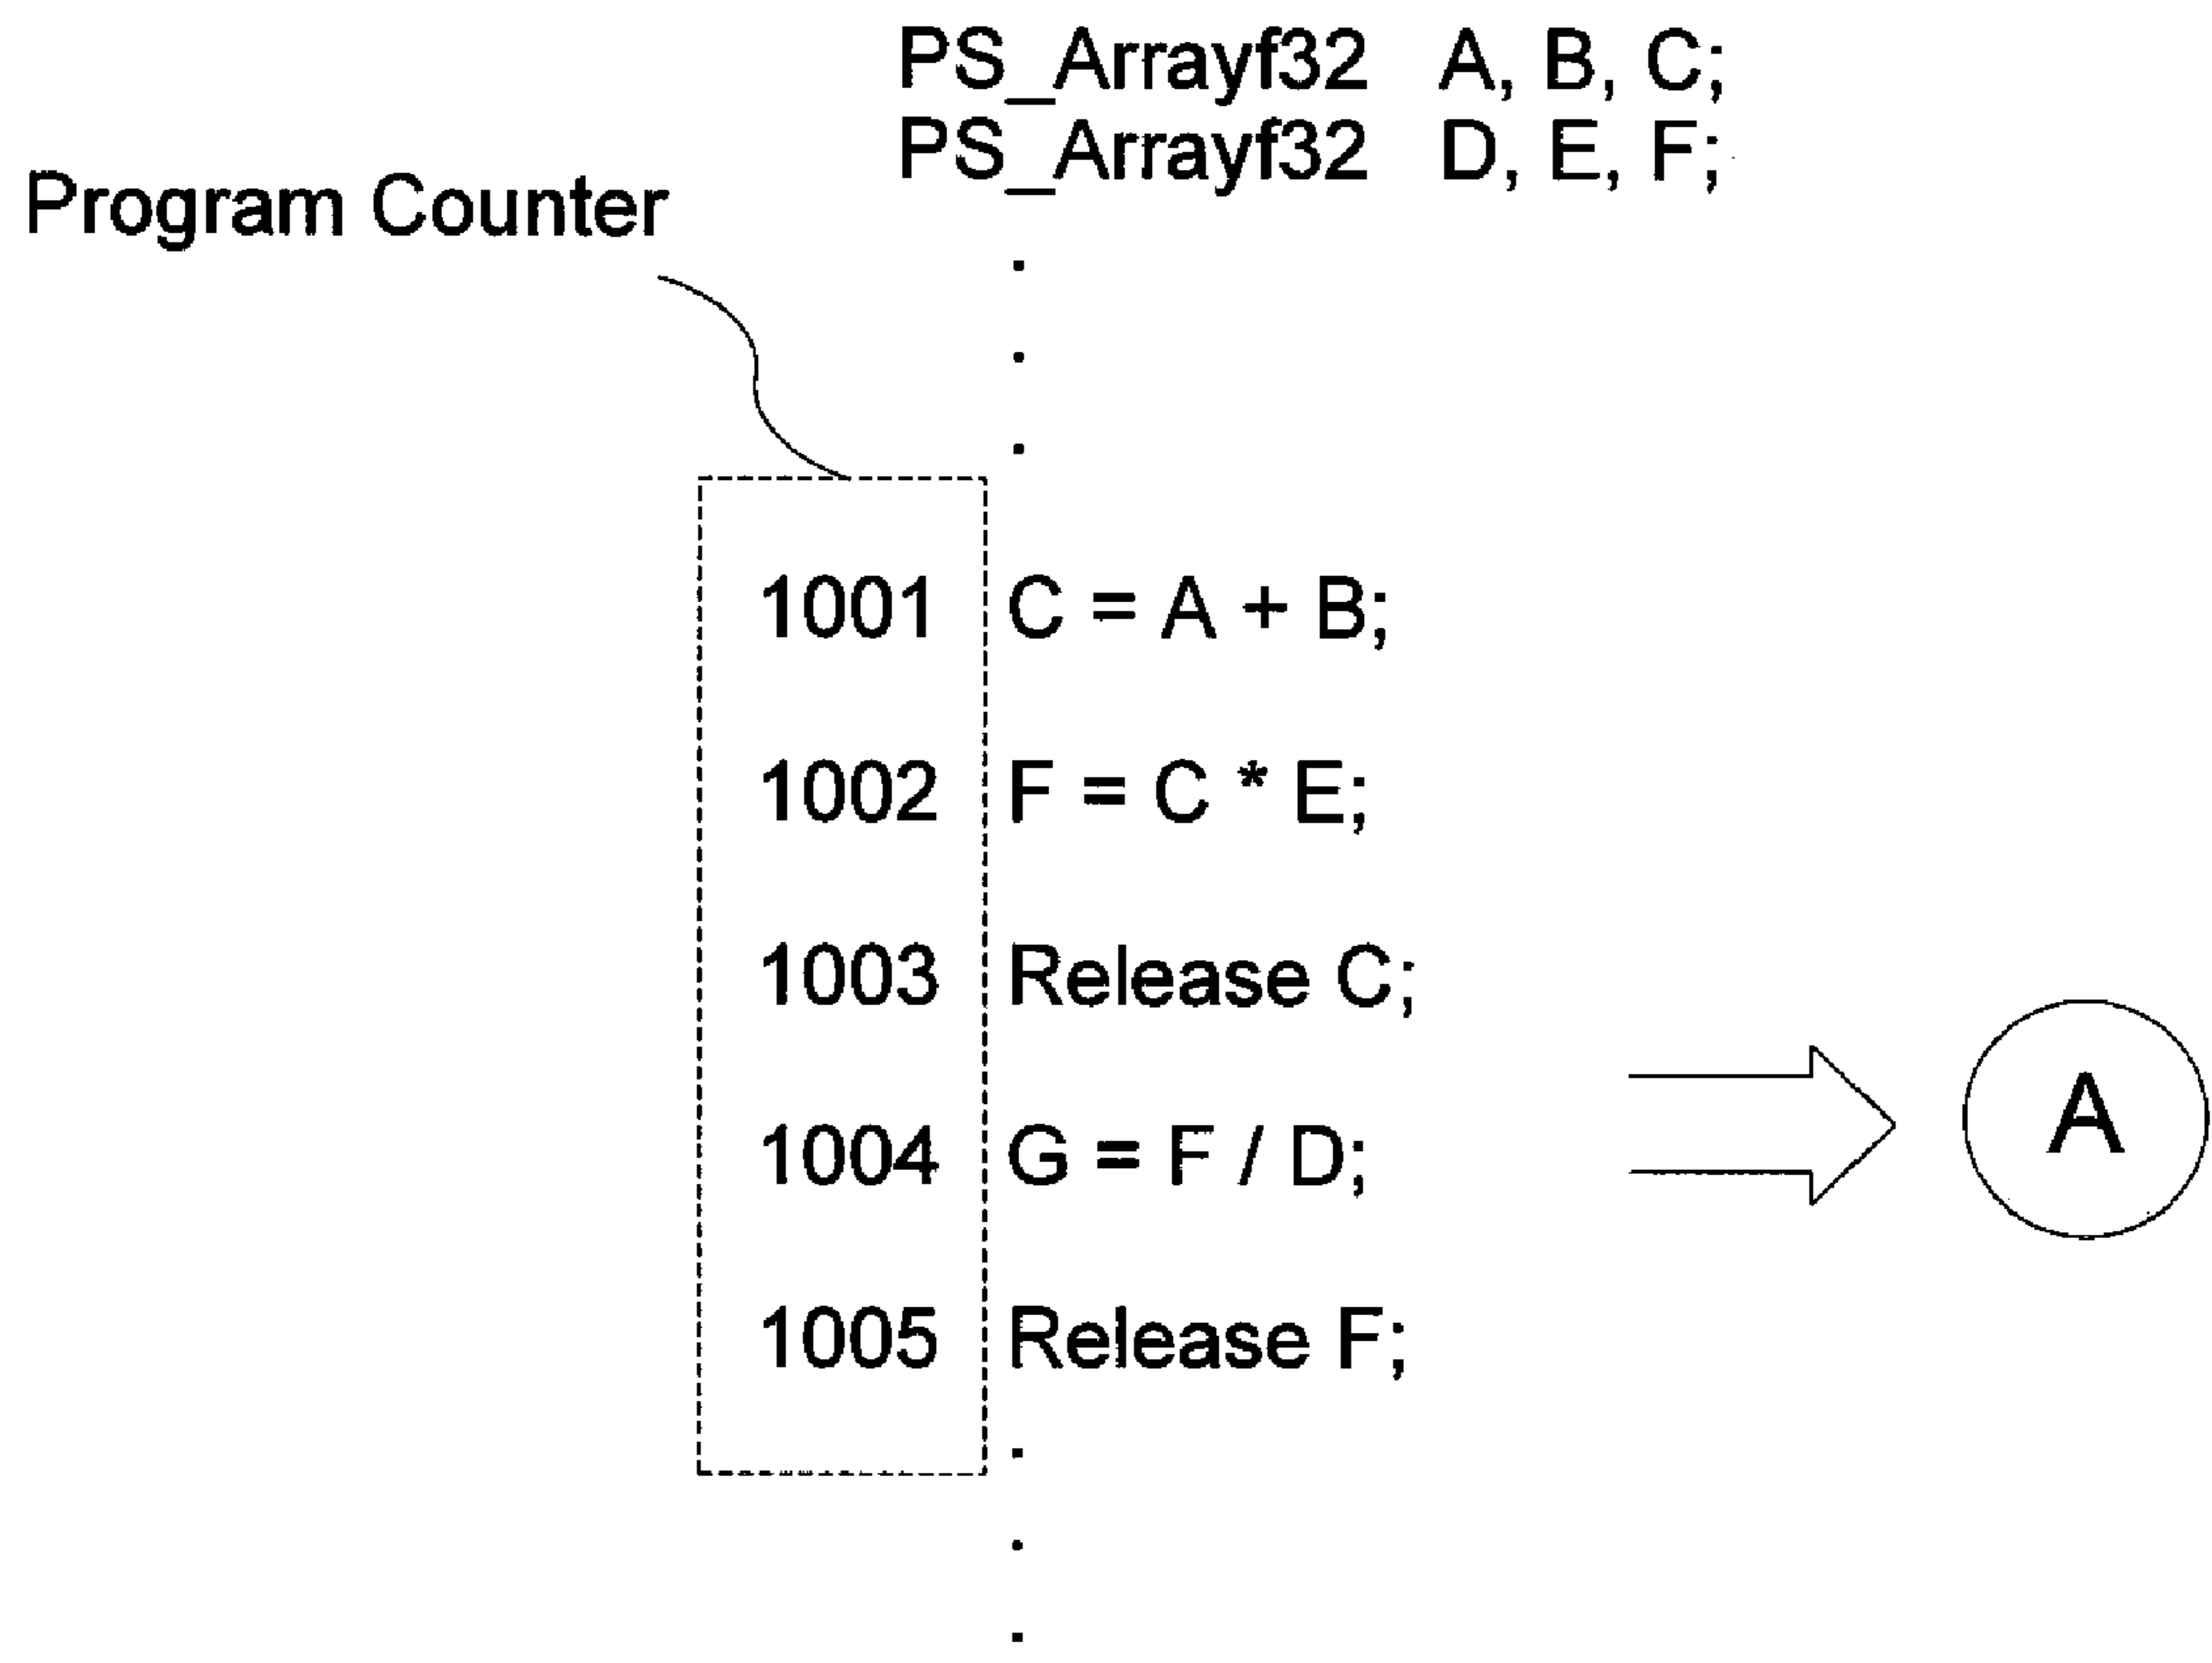 PS_Arrayf32 A, B, C;
PS_Arrayf32 D, E, F;
Program Counter
.
.
.
1001 C = A + B;
1002 F = C * E;
1003 Release C;
1004 G = F / D;
A
1005 Release F;
.
.
.